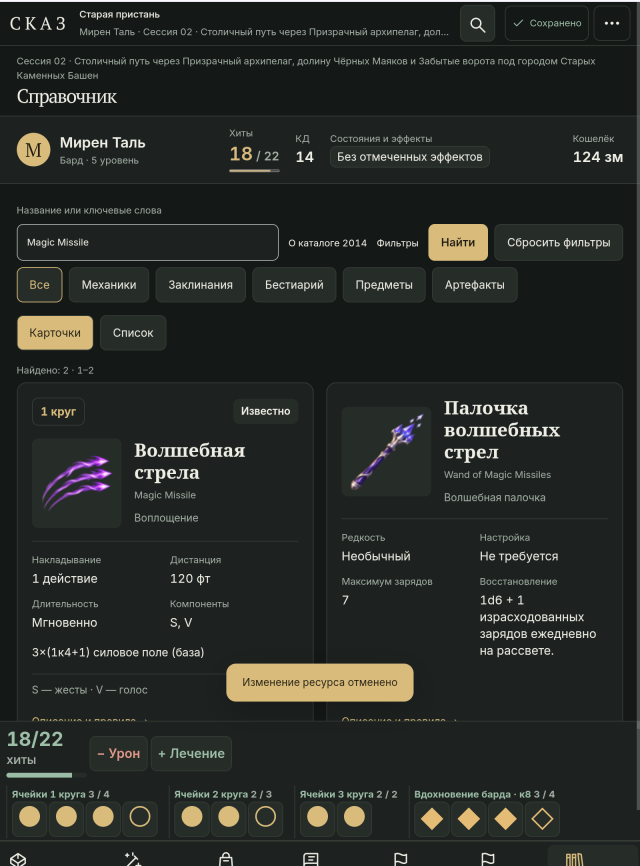 СКАЗ
Старая пристань
Мирен Таль · Сессия 02 · Столичный путь через Призрачный архипелаг, дол...
Сохранено
Сессия 02 · Столичный путь через Призрачный архипелаг, долину Чёрных Маяков и Забытые ворота под городом Старых
Каменных Башен
Справочник
М
Мирен Таль
Бард · 5 уровень
Хиты
18 / 22
КД
14
Состояния и эффекты
Без отмеченных эффектов
Кошелёк
124 зм
Название или ключевые слова
Magic Missile
О каталоге 2014
Фильтры
Найти
Сбросить фильтры
Все
Механики
Заклинания
Бестиарий
Предметы
Артефакты
Карточки
Список
Найдено: 2 · 1–2
1 круг
Известно
Волшебная
стрела
Magic Missile
Воплощение
Накладывание
1 действие
Дистанция
120 фт
Длительность
Мгновенно
Компоненты
S, V
3×(1к4+1) силовое поле (база)
S — жесты · V — голос
Палочка
волшебных
стрел
Wand of Magic Missiles
Волшебная палочка
Редкость
Необычный
Настройка
Не требуется
Максимум зарядов
7
Восстановление
1d6 + 1
израсходованных
зарядов ежедневно
на рассвете.
Изменение ресурса отменено
18/22
ХИТЫ
− Урон
+ Лечение
Ячейки 1 круга 3 / 4
Ячейки 2 круга 2 / 3
Ячейки 3 круга 2 / 2
Вдохновение барда · к8 3 / 4